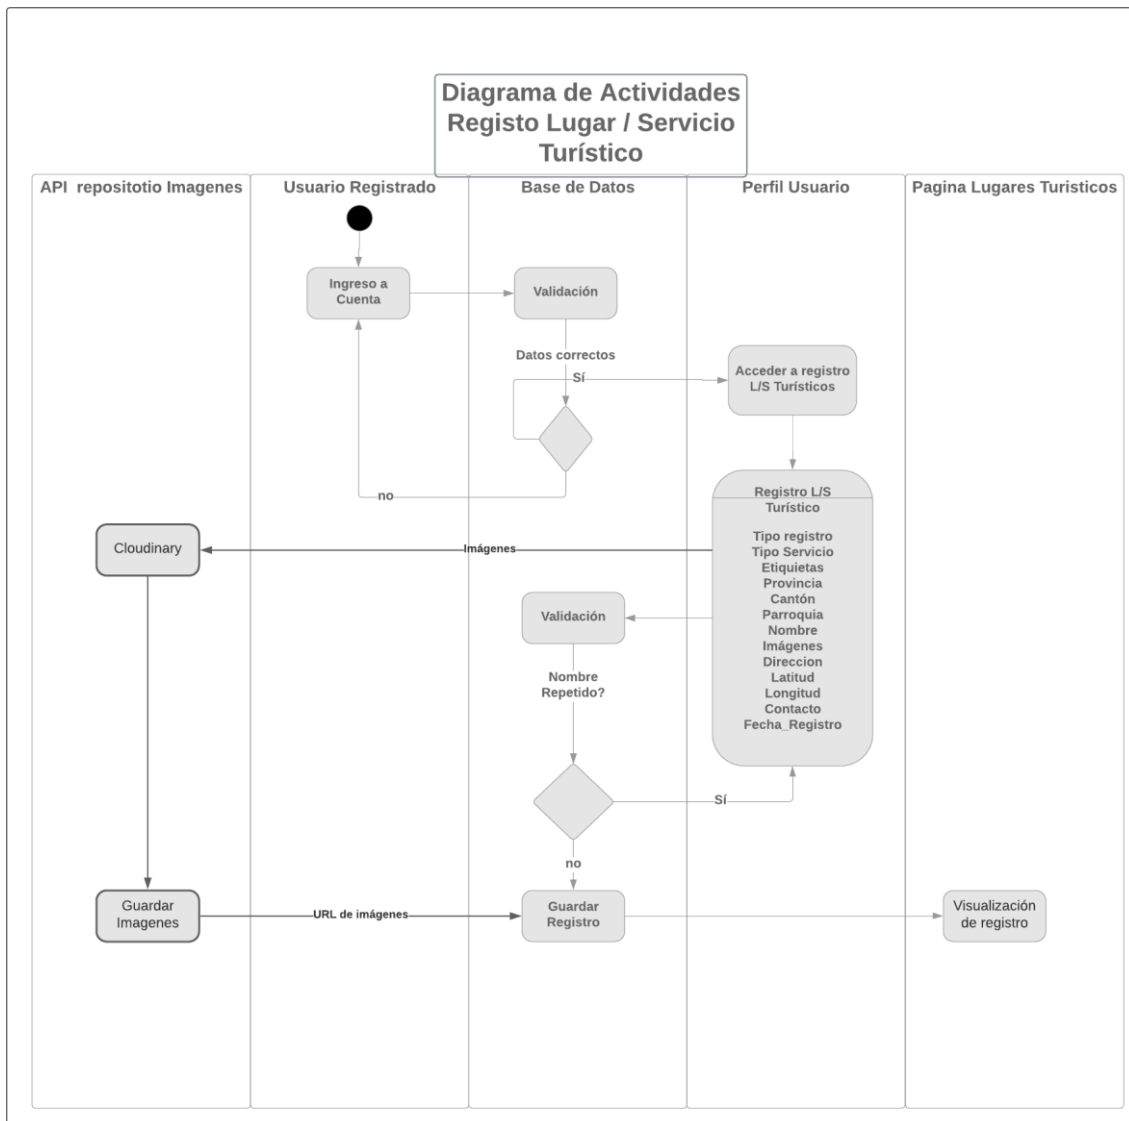 Diagrama de Actividades
Registo Lugar / Servicio
Turístico
API repositotio Imagenes
Usuario Registrado
Base de Datos
Perfil Usuario
Pagina Lugares Turisticos
Ingreso a
Cuenta
Validación
Datos correctos
Sí
Acceder a registro
L/S Turísticos
no
Registro L/S
Turístico
Tipo registro
Tipo Servicio
Etiquietas
Provincia
Cantón
Parroquia
Nombre
Imágenes
Direccion
Latitud
Longitud
Contacto
Fecha_Registro
Cloudinary
Imágenes
Validación
Nombre
Repetido?
Sí
no
Guardar
Imagenes
URL de imágenes
Guardar
Registro
Visualización
de registro